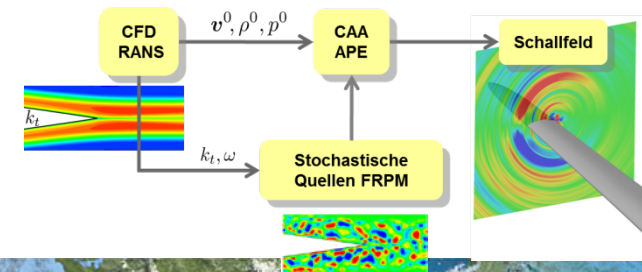 CFD
RANS
v⁰, ρ⁰, p⁰
CAA
APE
Schallfeld
kₜ
kₜ, ω
Stochastische
Quellen FRPM